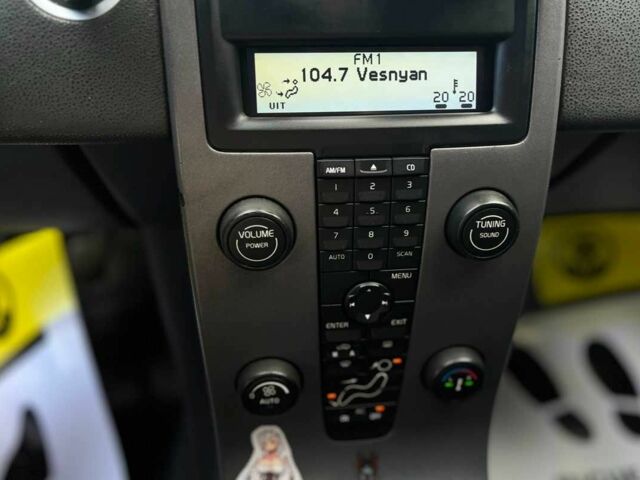 FM1
104.7 Vesnyan
UIT
20 20
AM/FM
CD
1 2 3
4 5 6
7 8 9
AUTO 0 SCAN
MENU
VOLUME
POWER
TUNING
SOUND
ENTER EXIT
AUTO